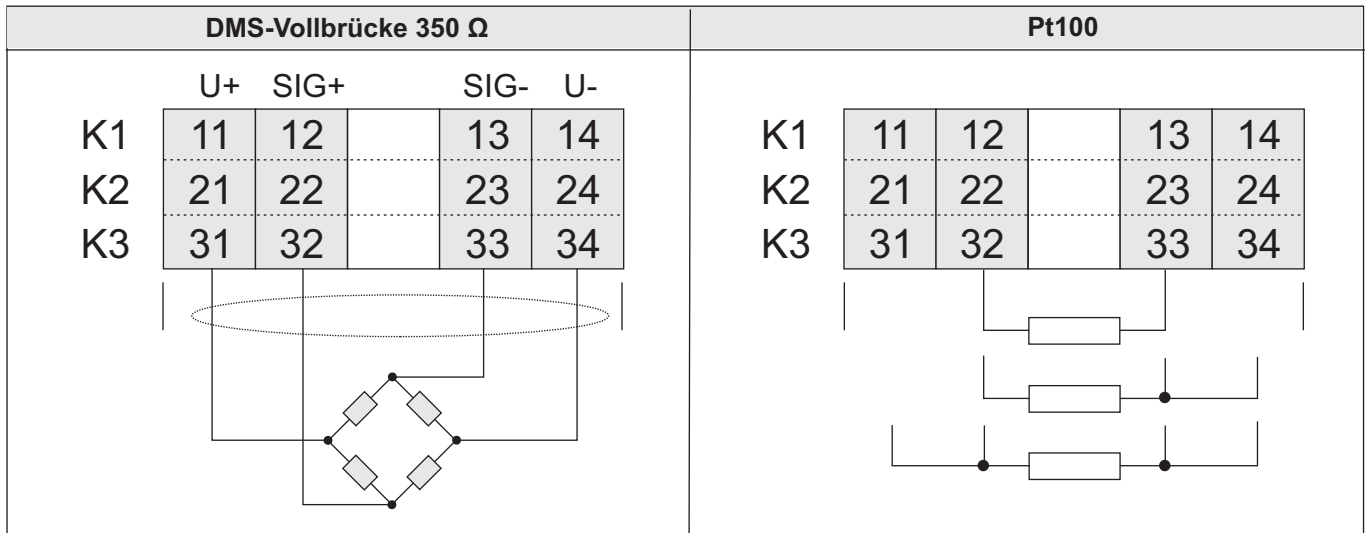 DMS-Vollbrücke 350 Ω
U+ SIG+ SIG- U-
K1 11 12 13 14
K2 21 22 23 24
K3 31 32 33 34
Pt100
K1 11 12 13 14
K2 21 22 23 24
K3 31 32 33 34